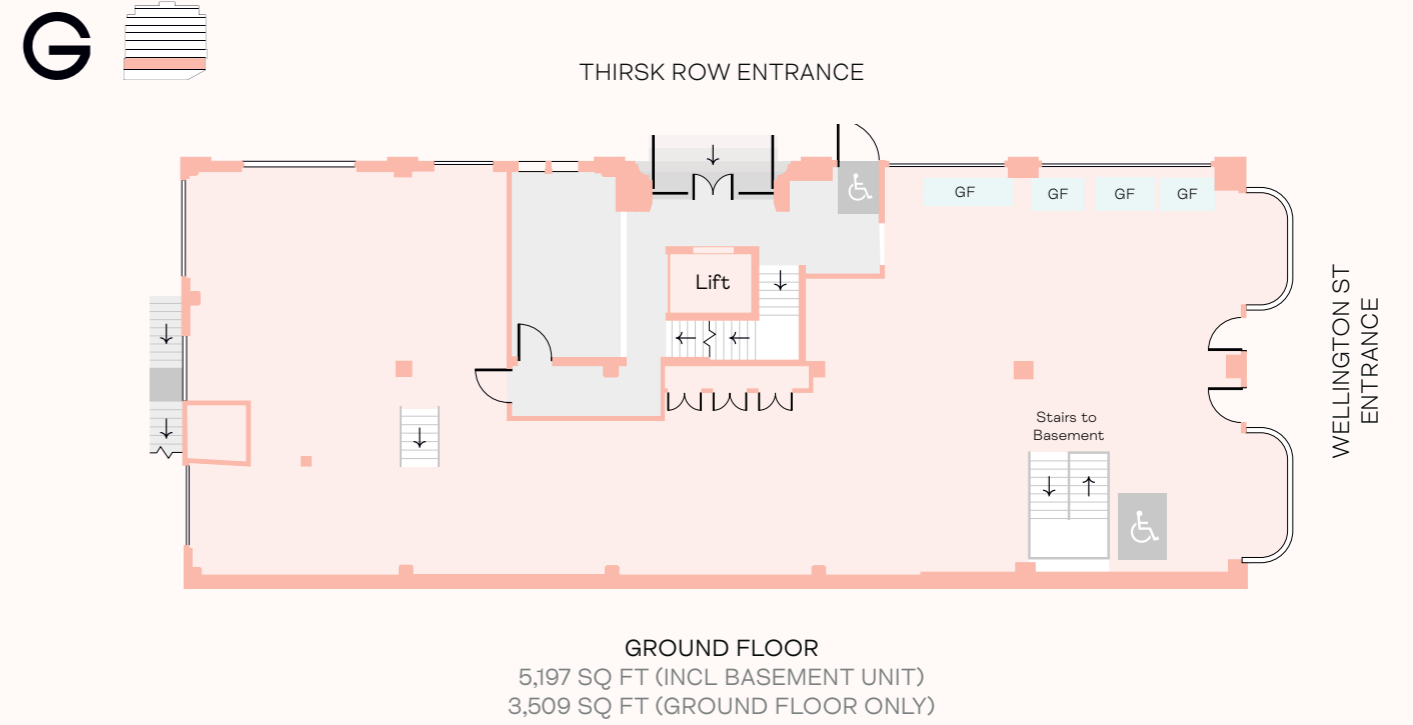 G
THIRSK ROW ENTRANCE
GF
GF
GF
GF
Lift
WELLINGTON ST
ENTRANCE
Stairs to
Basement
GROUND FLOOR
5,197 SQ FT (INCL BASEMENT UNIT)
3,509 SQ FT (GROUND FLOOR ONLY)